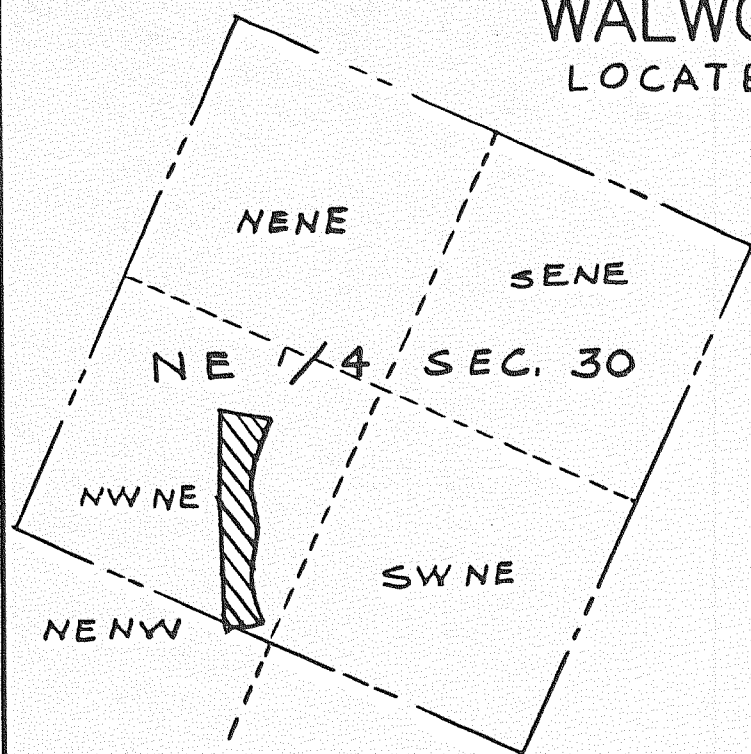 WALWO
LOCATE
NENE
SENE
NE 1/4 SEC. 30
NW NE
SW NE
NENW